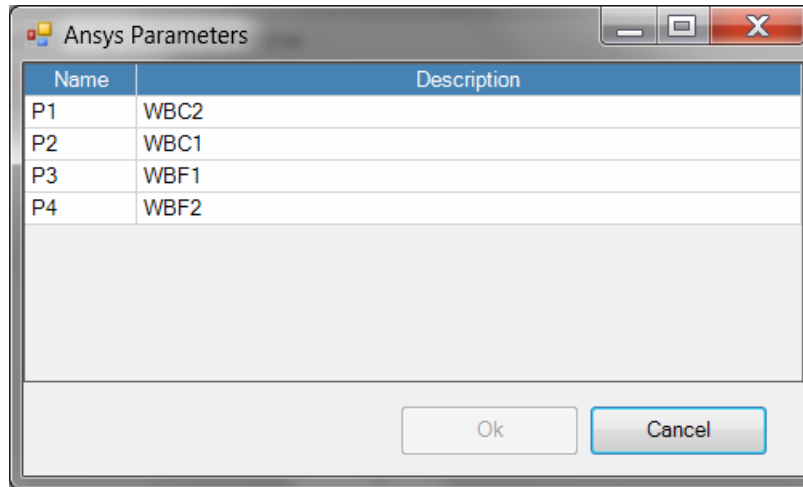 Ansys Parameters
Name Description
P1 WBC2
P2 WBC1
P3 WBF1
P4 WBF2
Ok Cancel